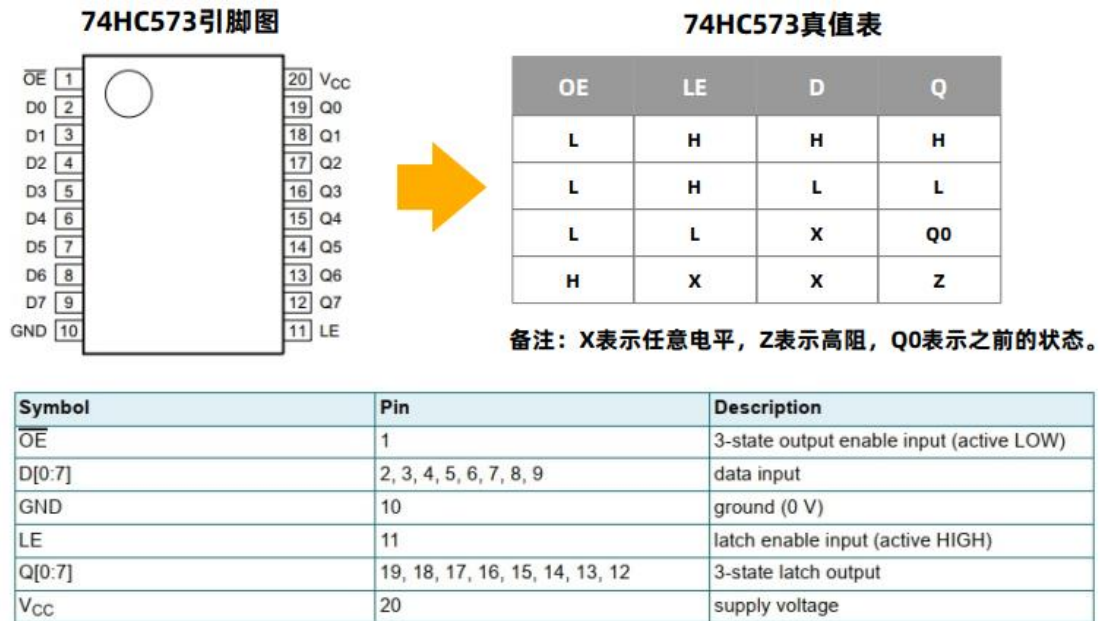 74HC573引脚图
74HC573真值表
OE 1
D0 2
D1 3
D2 4
D3 5
D4 6
D5 7
D6 8
D7 9
GND 10
20 VCC
19 Q0
18 Q1
17 Q2
16 Q3
15 Q4
14 Q5
13 Q6
12 Q7
11 LE
OE LE D Q
L H H H
L H L L
L L X Q0
H X X Z
备注：X表示任意电平，Z表示高阻，Q0表示之前的状态。
Symbol Pin Description
OE 1 3-state output enable input (active LOW)
D[0:7] 2, 3, 4, 5, 6, 7, 8, 9 data input
GND 10 ground (0 V)
LE 11 latch enable input (active HIGH)
Q[0:7] 19, 18, 17, 16, 15, 14, 13, 12 3-state latch output
VCC 20 supply voltage